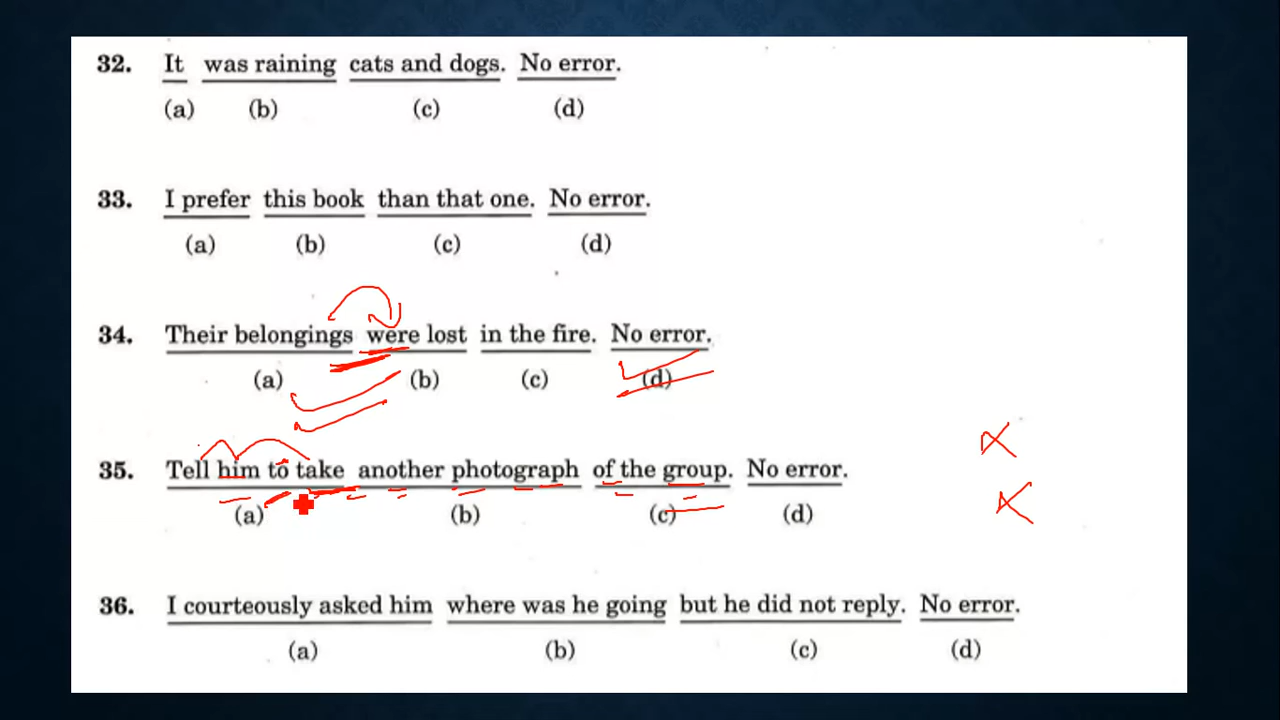 32. It was raining cats and dogs. No error.
(a) (b) (c) (d)
33. I prefer this book than that one. No error.
(a) (b) (c) (d)
34. Their belongings were lost in the fire. No error.
(a) (b) (c) (d)
35. Tell him to take another photograph of the group. No error.
(a) (b) (c) (d)
36. I courteously asked him where was he going but he did not reply. No error.
(a) (b) (c) (d)